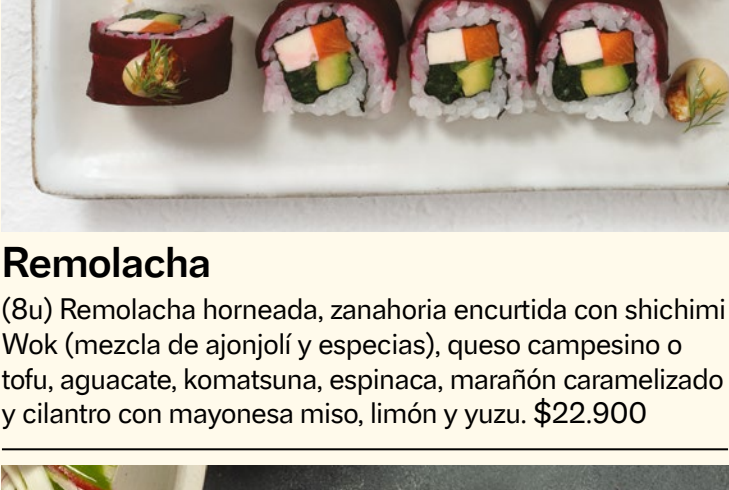 Remolacha
(8u) Remolacha horneada, zanahoria encurtida con shichimi
Wok (mezcla de ajonjolí y especias), queso campesino o
tofu, aguacate, komatsuna, espinaca, marañón caramelizado
y cilantro con mayonesa miso, limón y yuzu. $22.900